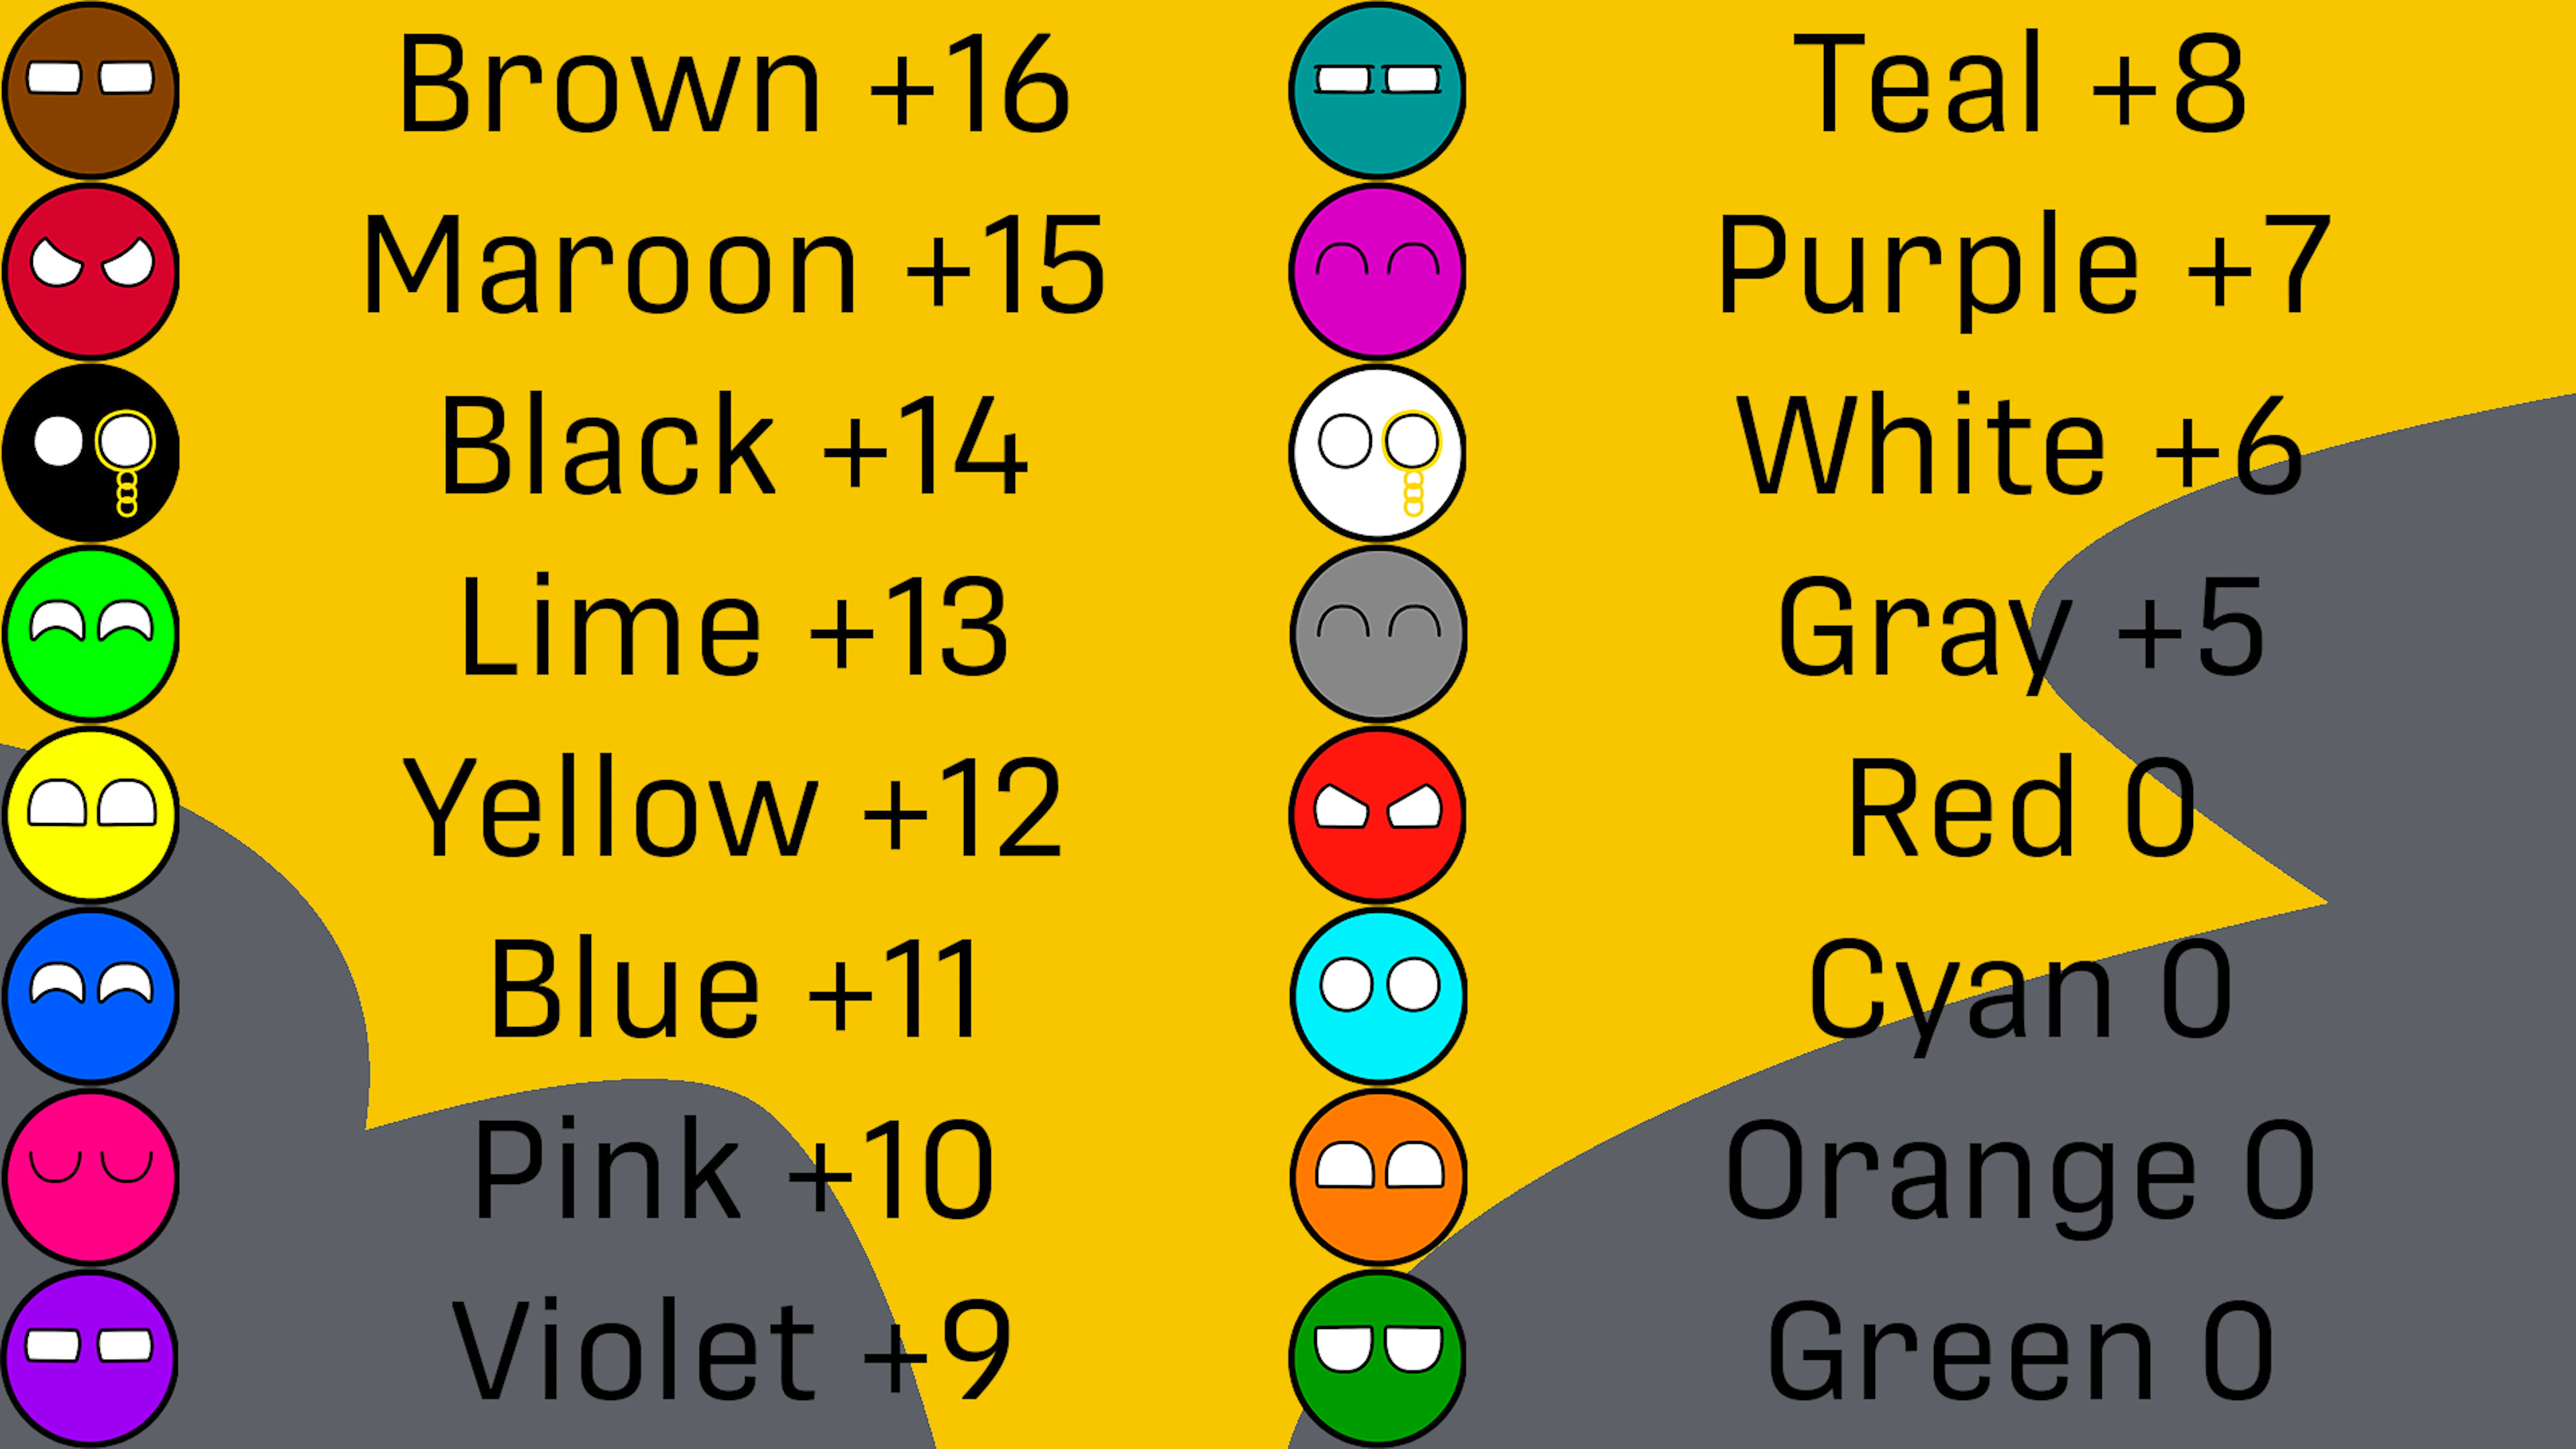 Brown +16
Maroon +15
Black +14
Lime +13
Yellow +12
Blue +11
Pink +10
Violet +9
Teal +8
Purple +7
White +6
Gray +5
Red 0
Cyan 0
Orange 0
Green 0